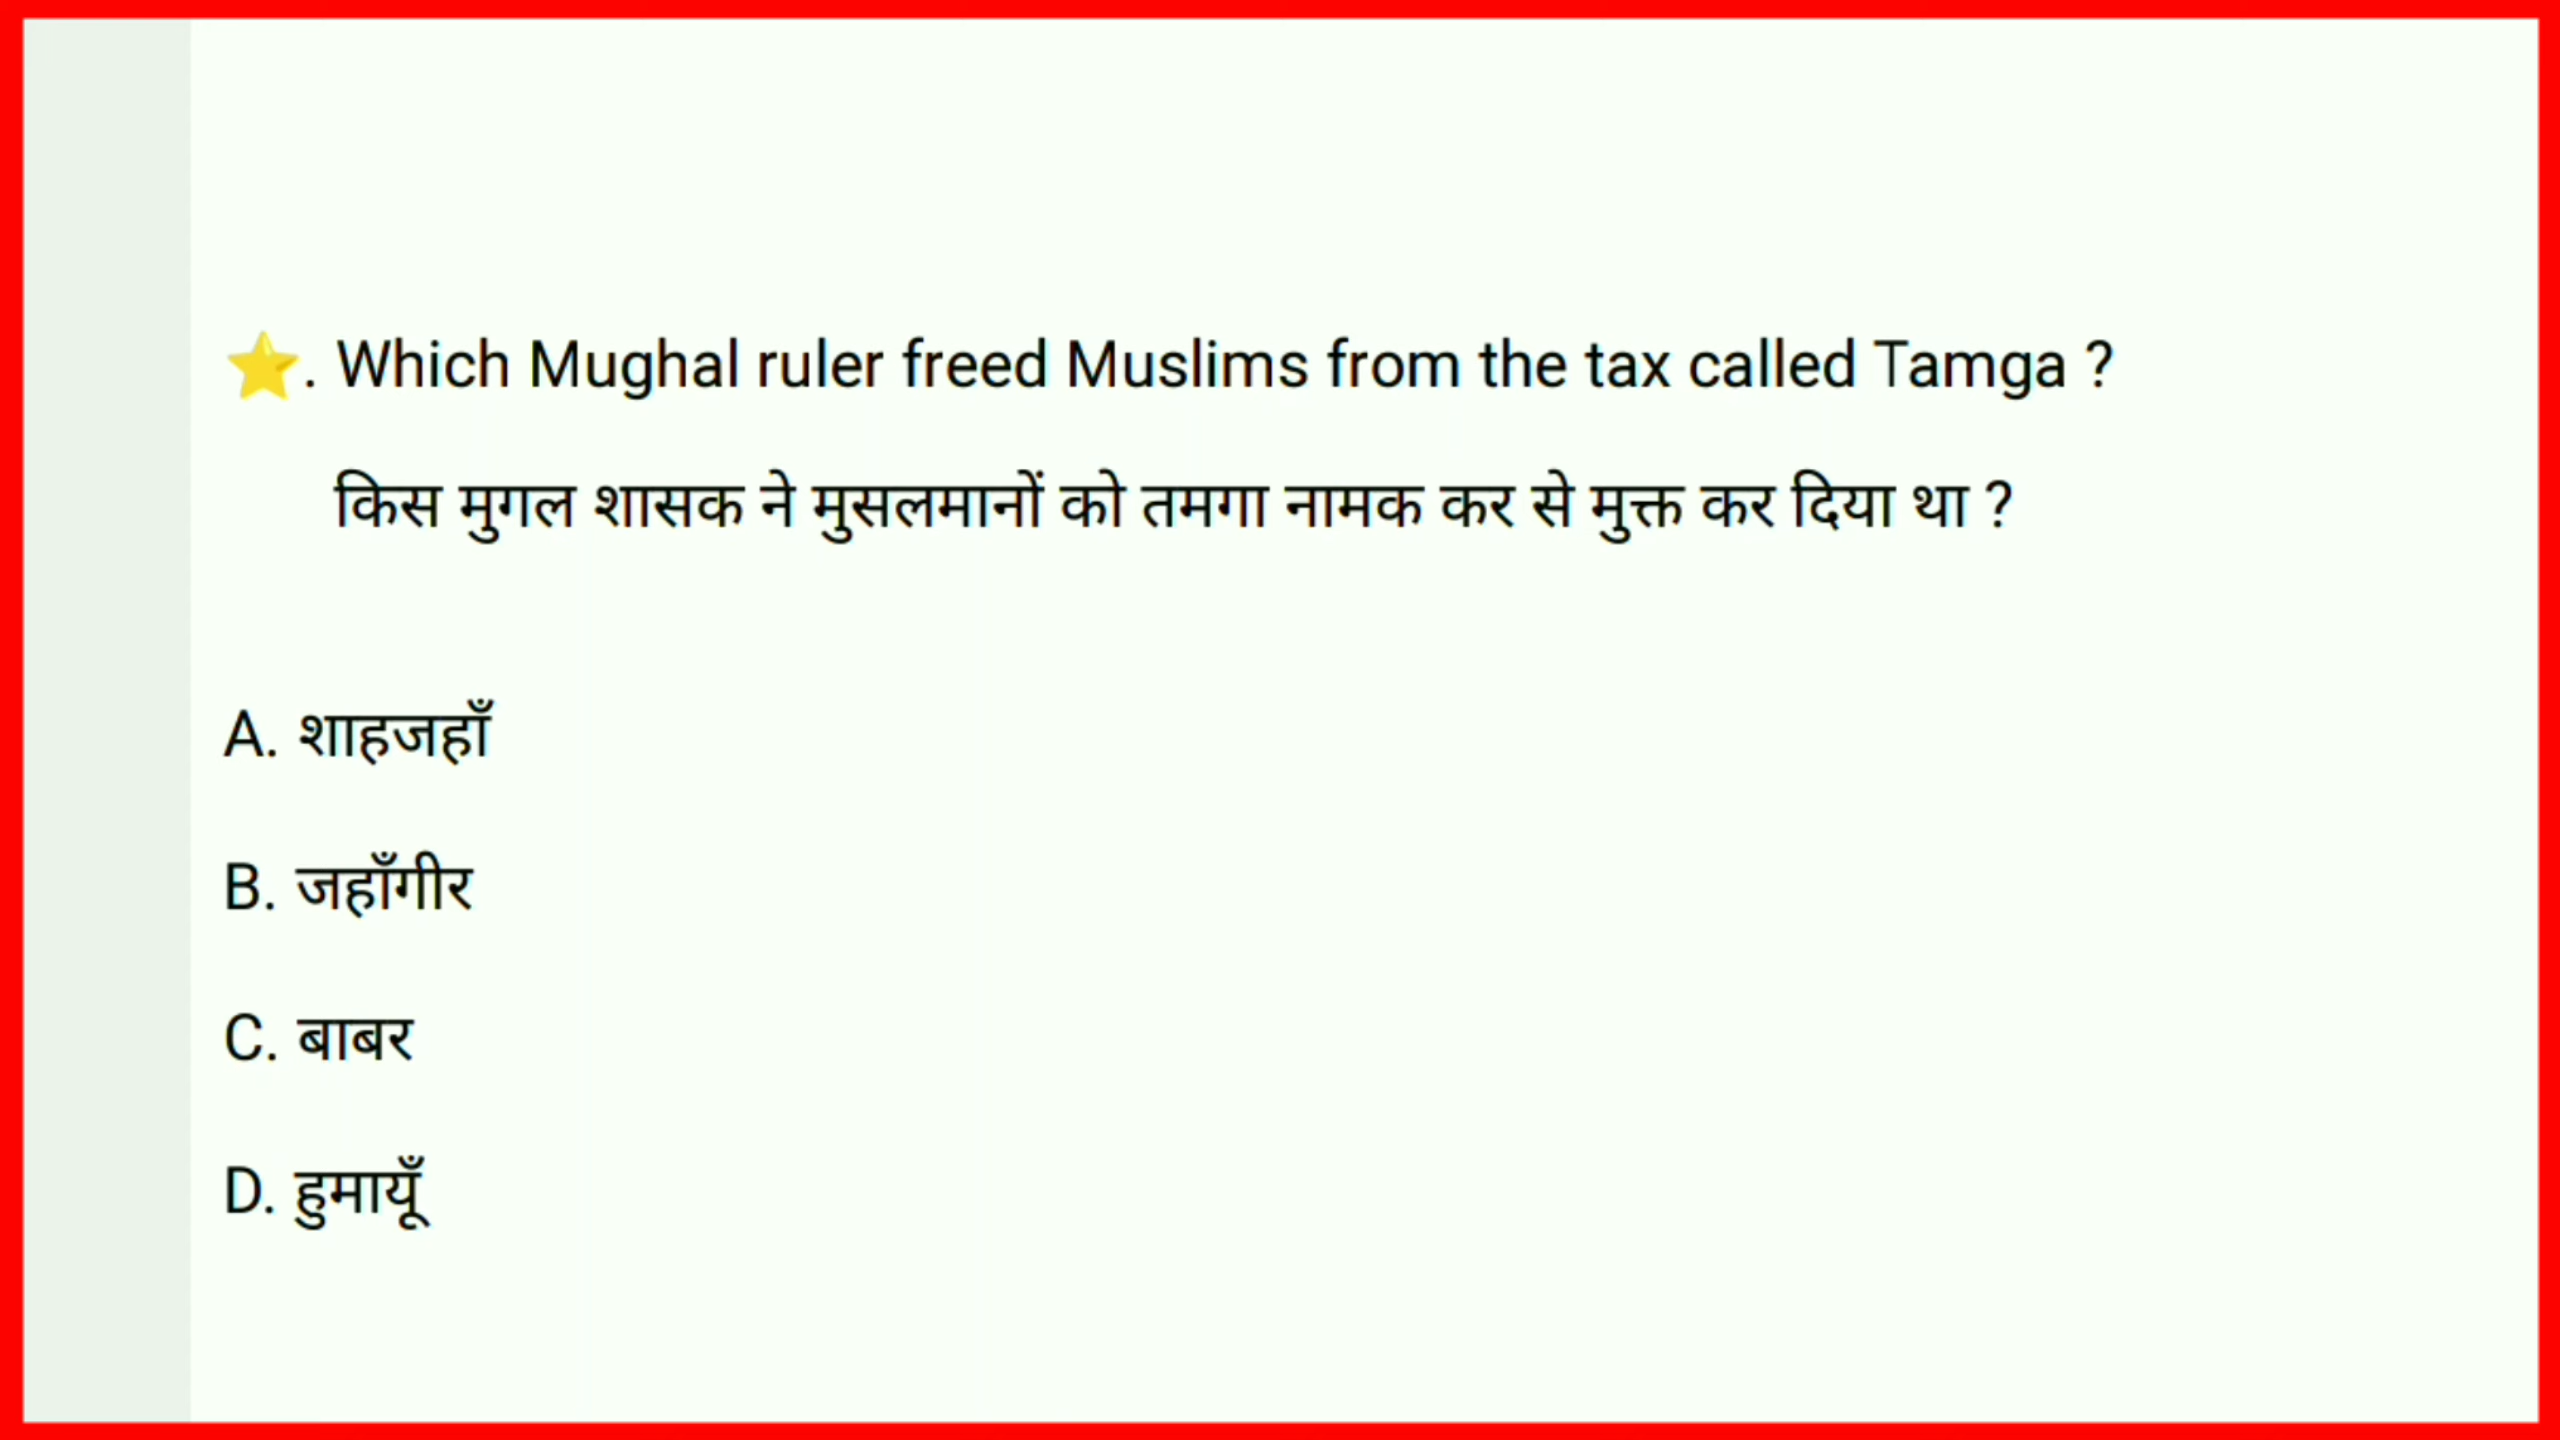 ⭐. Which Mughal ruler freed Muslims from the tax called Tamga ?
किस मुगल शासक ने मुसलमानों को तमगा नामक कर से मुक्त कर दिया था ?
A. शाहजहाँ
B. जहाँगीर
C. बाबर
D. हुमायूँ